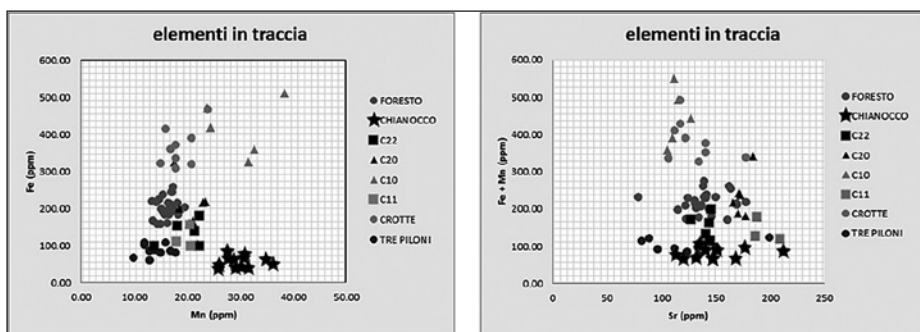 elementi in traccia
600.00
500.00
400.00
300.00
200.00
100.00
0.00
Fe (ppm)
0.00 10.00 20.00 30.00 40.00 50.00
Mn (ppm)
FORESTO
CHIANOCCO
C22
C20
C10
C11
CROTTE
TRE PILONI
elementi in traccia
600.00
500.00
400.00
300.00
200.00
100.00
0.00
Fe + Mn (ppm)
0 50 100 150 200 250
Sr (ppm)
FORESTO
CHIANOCCO
C22
C20
C10
C11
CROTTE
TRE PILONI